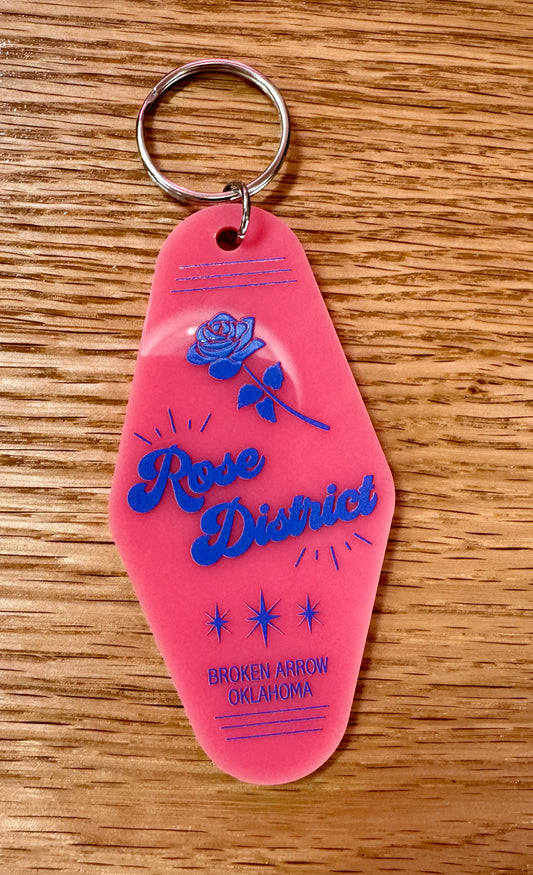 Rose
District
BROKEN ARROW
OKLAHOMA